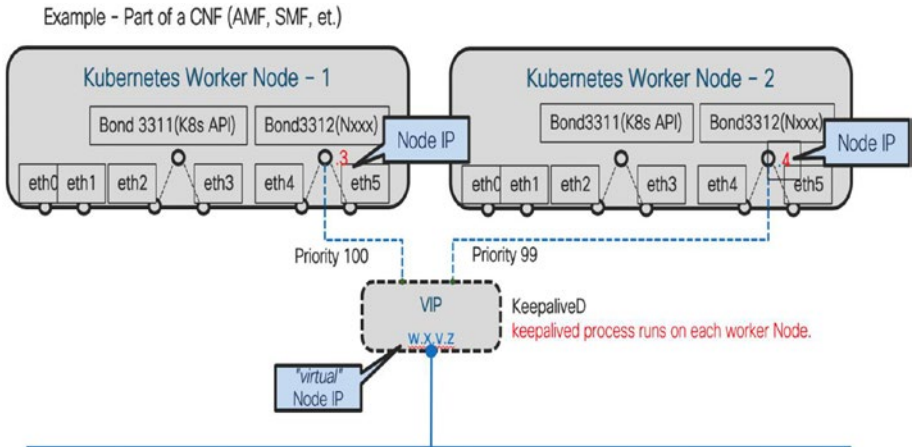 Example - Part of a CNF (AMF, SMF, et.)
Kubernetes Worker Node - 1
Kubernetes Worker Node - 2
Bond 3311(K8s API)
Bond3312(Nxxx)
Bond3311(K8s API)
Bond3312(Nxxx)
Node IP
Node IP
.3
.4
eth0
eth1
eth2
eth3
eth4
eth5
eth0
eth1
eth2
eth3
eth4
eth5
Priority 100
Priority 99
VIP
w.x.v.z
KeepaliveD
keepalived process runs on each worker Node.
"virtual"
Node IP